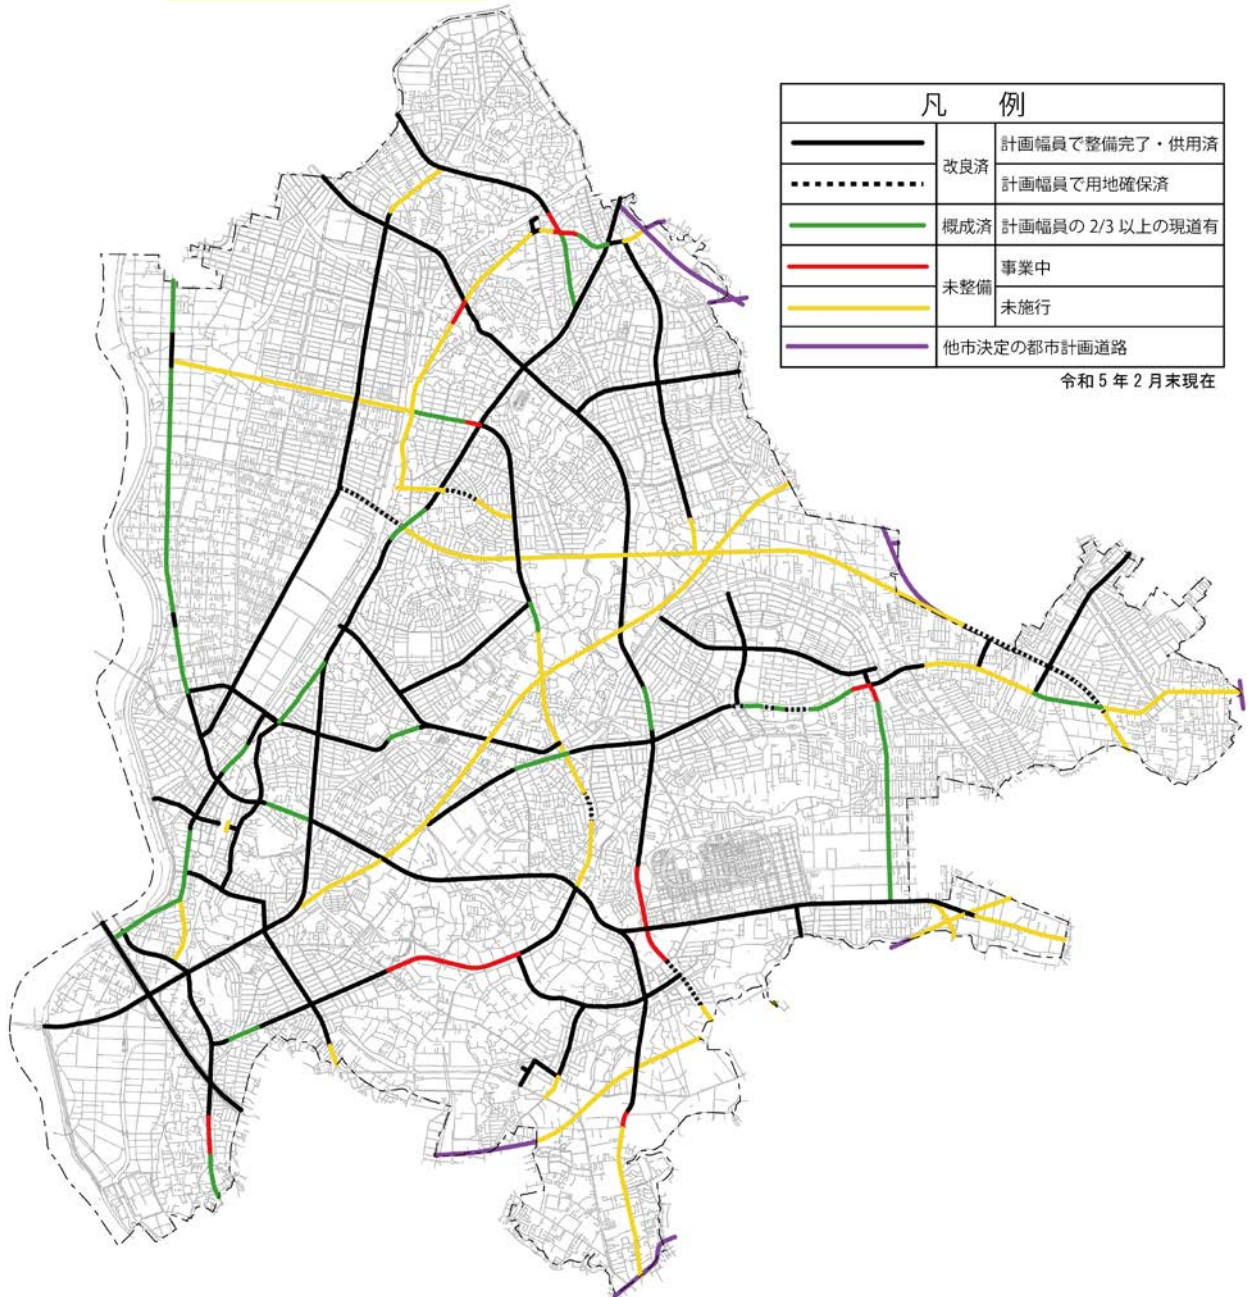 凡 例
改良済
計画幅員で整備完了・供用済
計画幅員で用地確保済
概成済
計画幅員の 2/3 以上の現道有
未整備
事業中
未施行
他市決定の都市計画道路
令和5年2月末現在